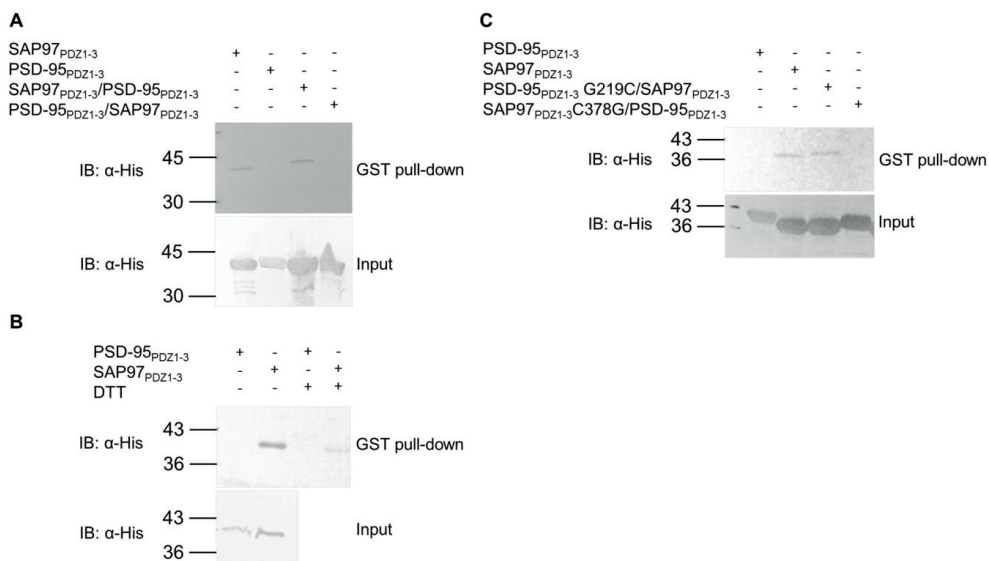 A
SAP97PDZ1-3 + - - -
PSD-95PDZ1-3 - + - -
SAP97PDZ1-3/PSD-95PDZ1-3 - - + -
PSD-95PDZ1-3/SAP97PDZ1-3 - - - +
45
IB: α-His GST pull-down
30
45
IB: α-His Input
30
B
PSD-95PDZ1-3 + - + -
SAP97PDZ1-3 - + - +
DTT - - + +
43
IB: α-His GST pull-down
36
43
IB: α-His Input
36
C
PSD-95PDZ1-3 + - - -
SAP97PDZ1-3 - + - -
PSD-95PDZ1-3 G219C/SAP97PDZ1-3 - - + -
SAP97PDZ1-3C378G/PSD-95PDZ1-3 - - - +
43
IB: α-His 36 GST pull-down
43
IB: α-His 36 Input